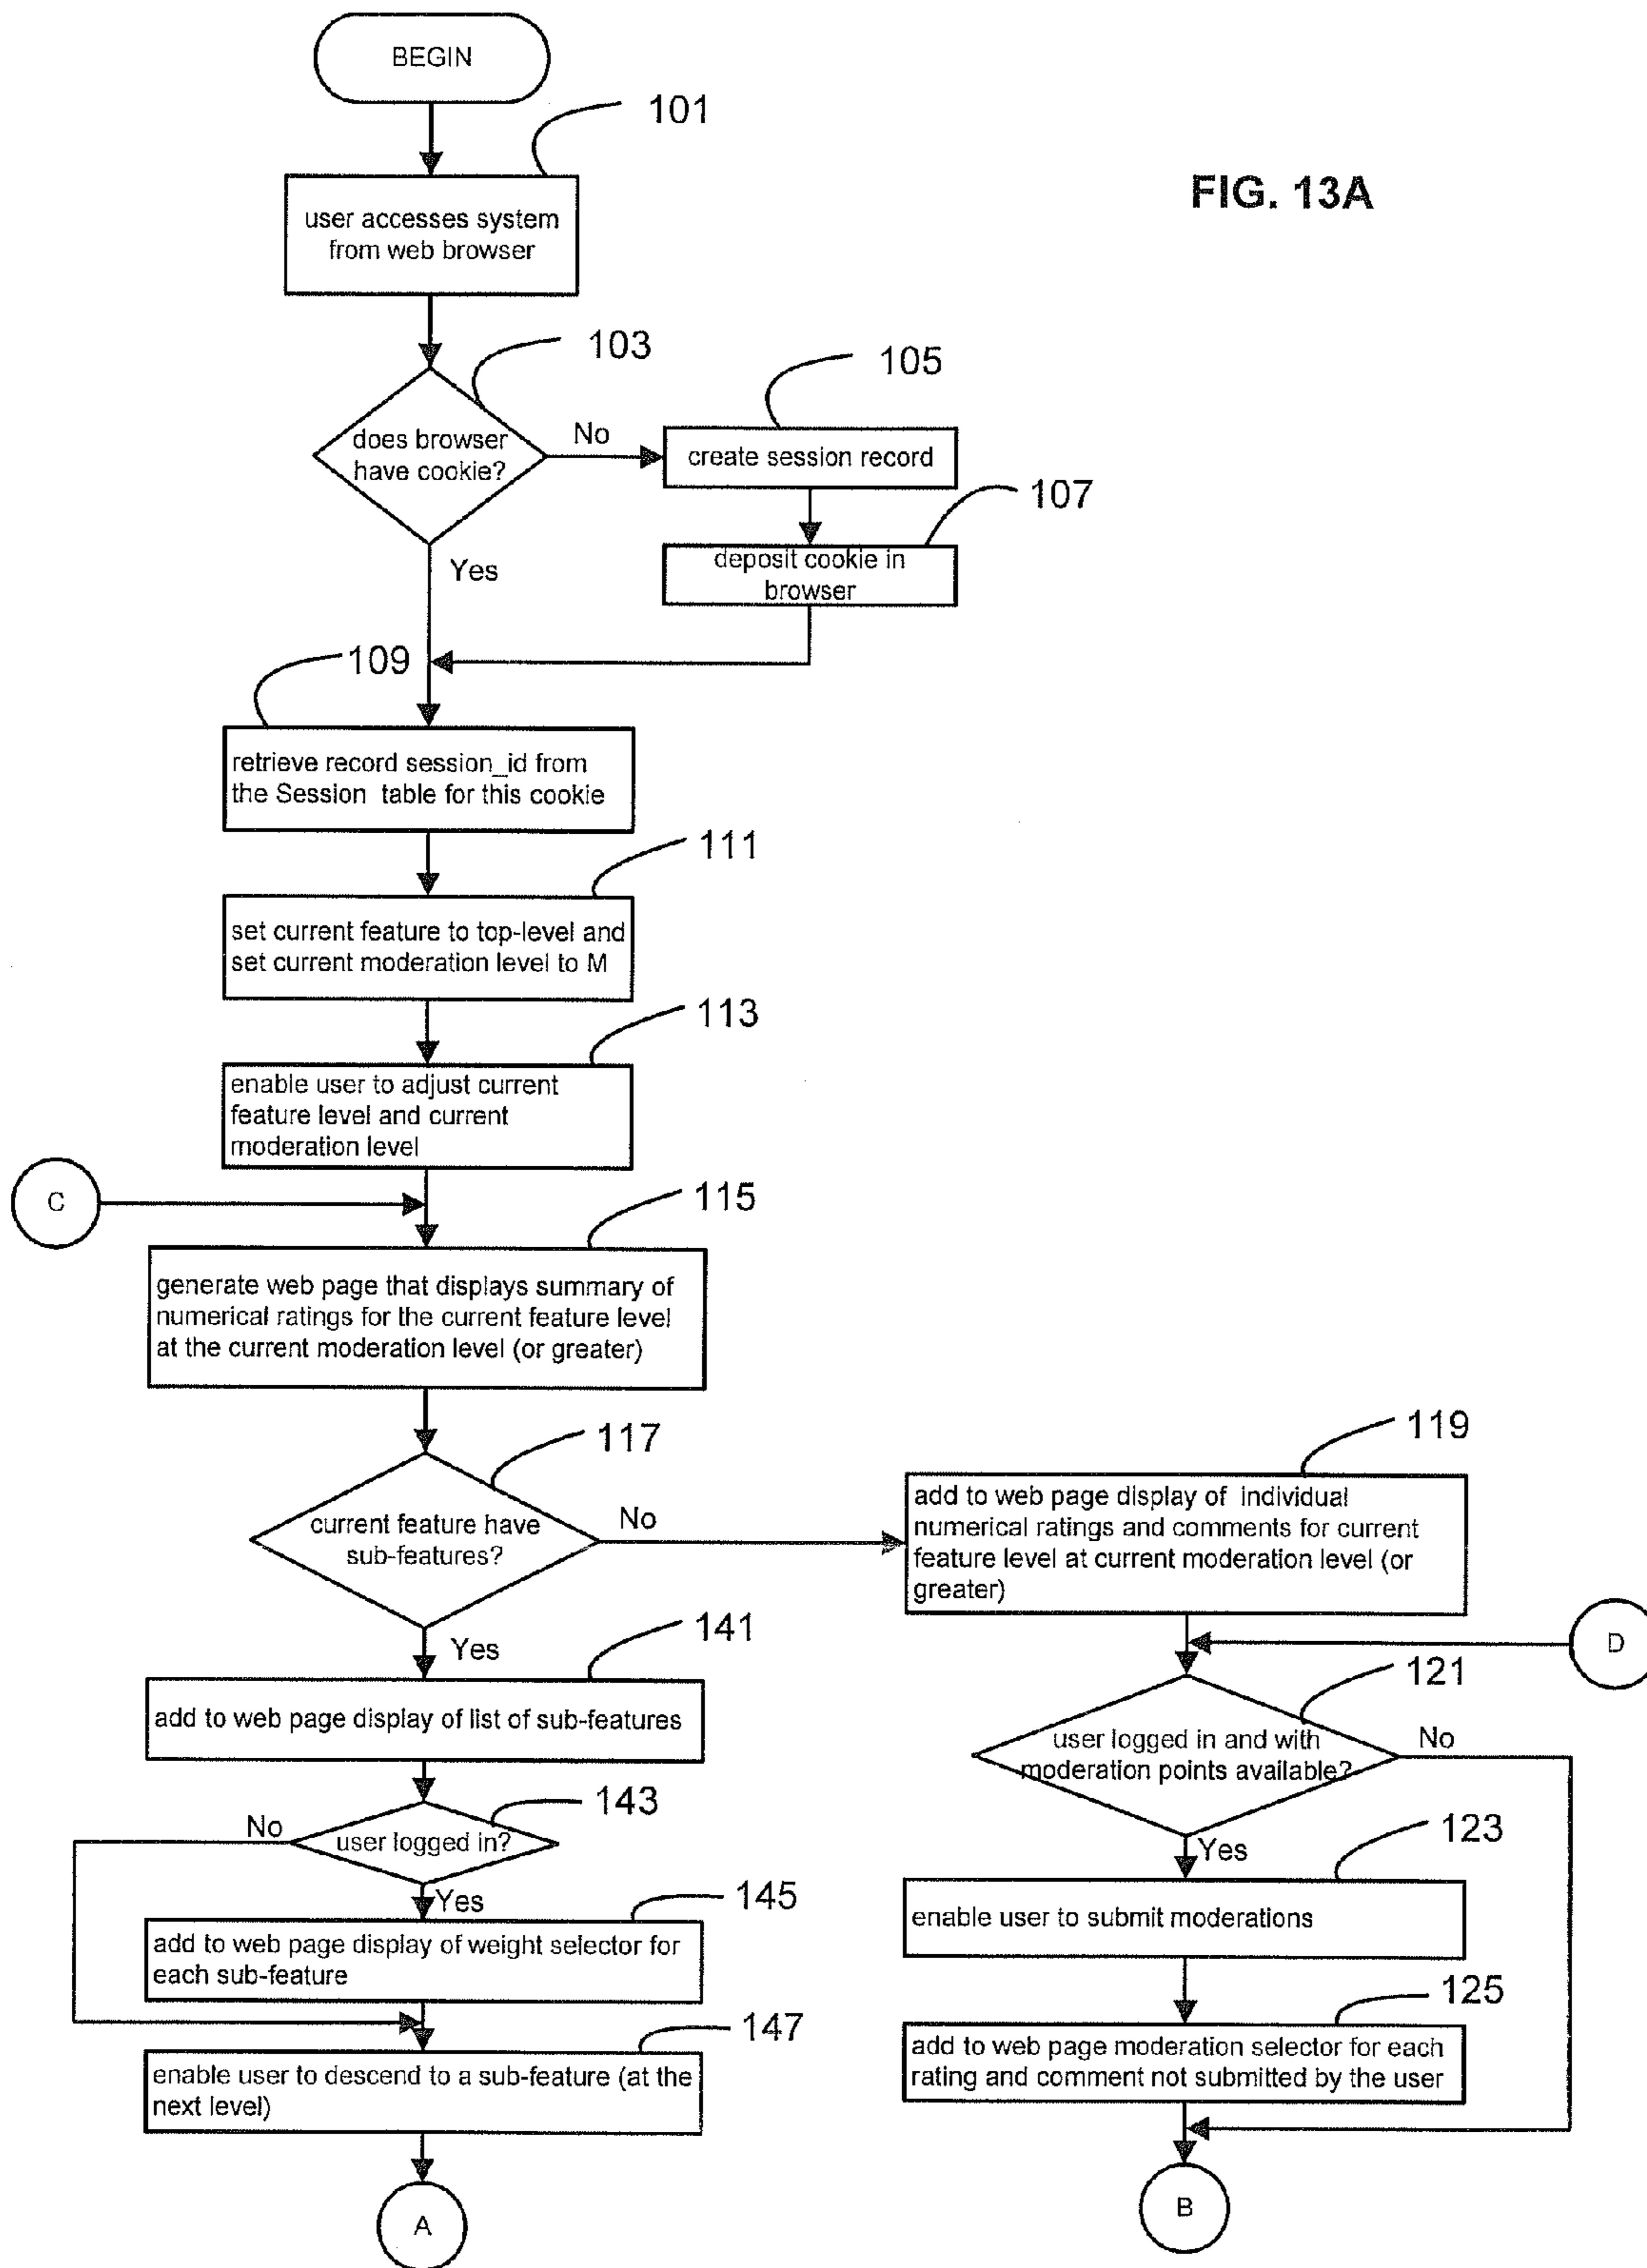 BEGIN
101
FIG. 13A
user accesses system
from web browser
103
does browser
have cookie?
No
105
create session record
107
deposit cookie in
browser
Yes
109
retrieve record session_id from
the Session table for this cookie
111
set current feature to top-level and
set current moderation level to M
113
enable user to adjust current
feature level and current
moderation level
C
115
generate web page that displays summary of
numerical ratings for the current feature level
at the current moderation level (or greater)
117
current feature have
sub-features?
No
119
add to web page display of individual
numerical ratings and comments for current
feature level at current moderation level (or
greater)
D
Yes
141
add to web page display of list of sub-features
121
user logged in and with
moderation points available?
No
143
user logged in?
No
Yes
123
enable user to submit moderations
Yes
145
add to web page display of weight selector for
each sub-feature
125
add to web page moderation selector for each
rating and comment not submitted by the user
147
enable user to descend to a sub-feature (at the
next level)
A
B